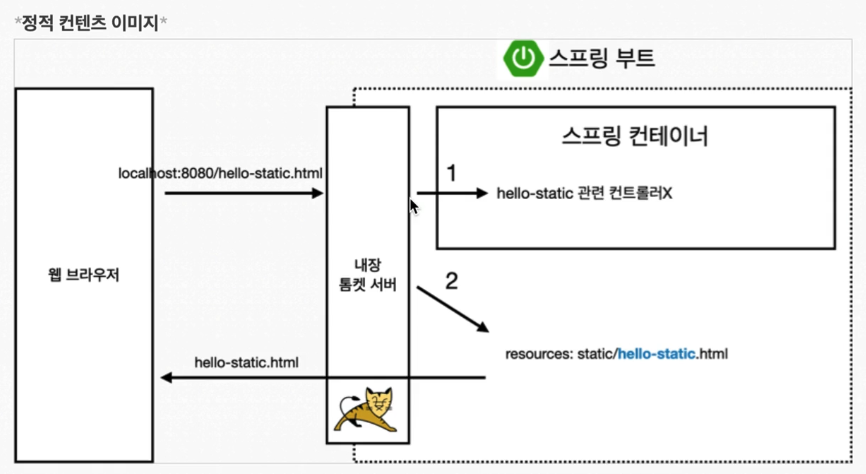 *정적 컨텐츠 이미지*
스프링 부트
스프링 컨테이너
localhost:8080/hello-static.html
1
hello-static 관련 컨트롤러X
웹 브라우저
내장
톰켓 서버
2
resources: static/hello-static.html
hello-static.html